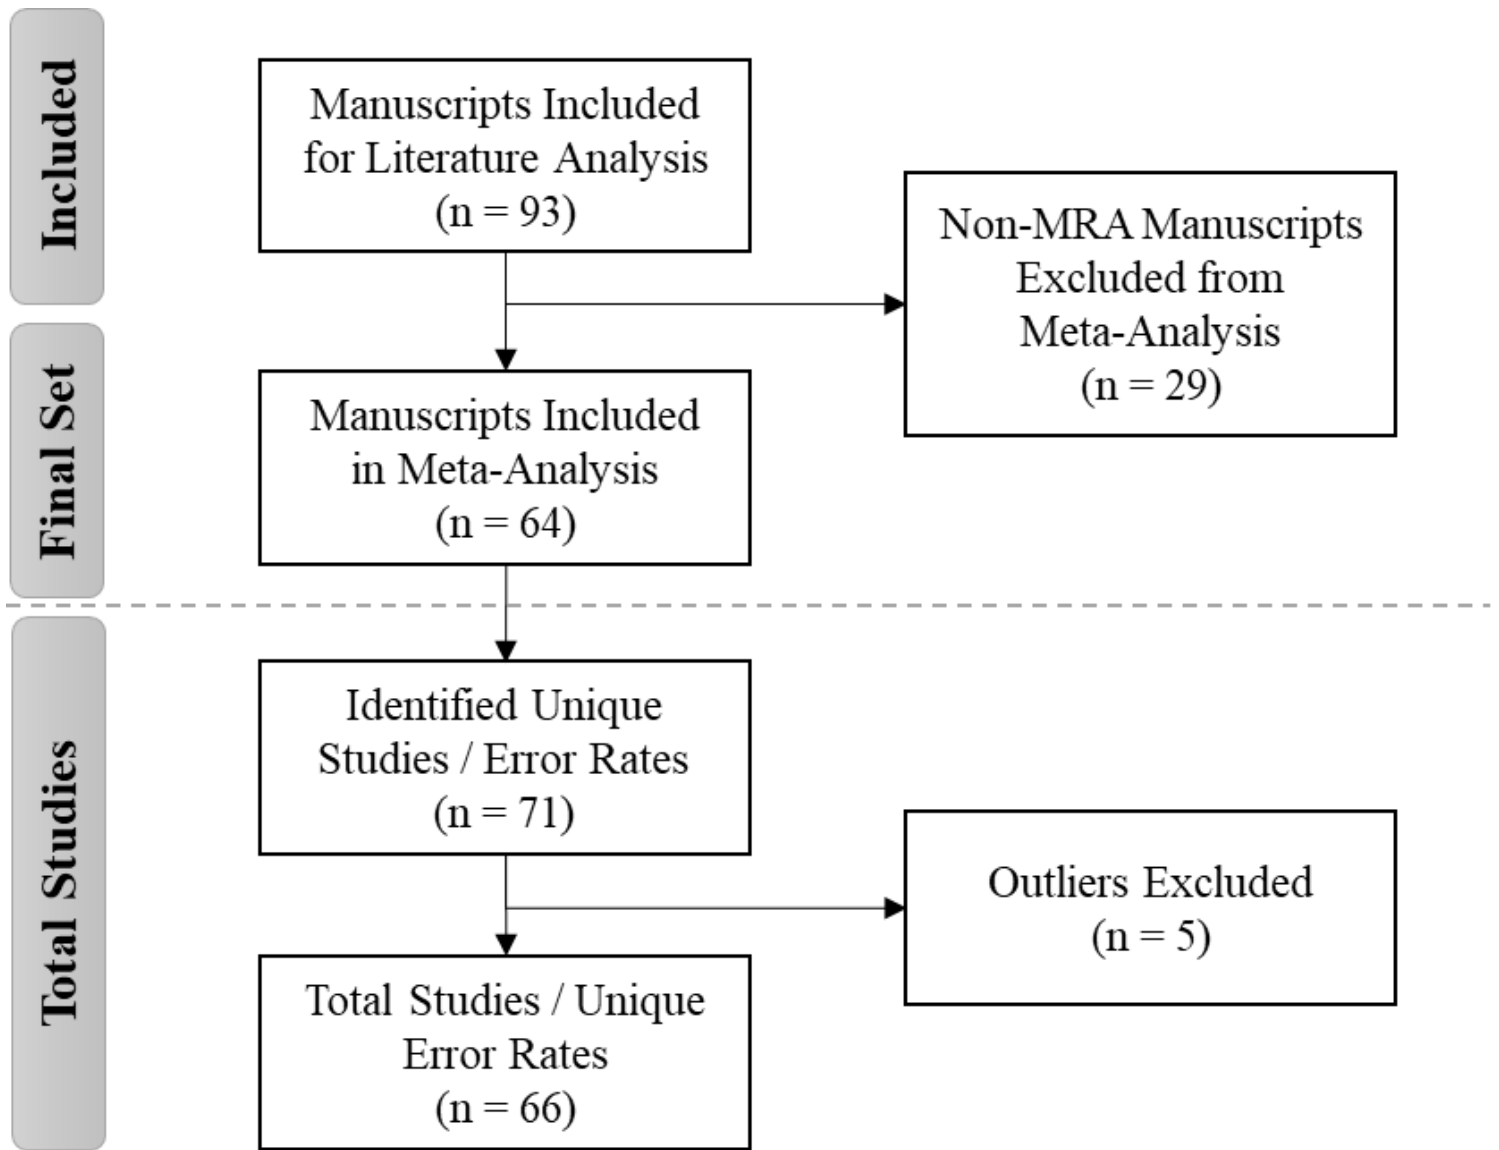 Included
Manuscripts Included
for Literature Analysis
(n = 93)
Non-MRA Manuscripts
Excluded from
Meta-Analysis
(n = 29)
Final Set
Manuscripts Included
in Meta-Analysis
(n = 64)
Total Studies
Identified Unique
Studies / Error Rates
(n = 71)
Outliers Excluded
(n = 5)
Total Studies / Unique
Error Rates
(n = 66)